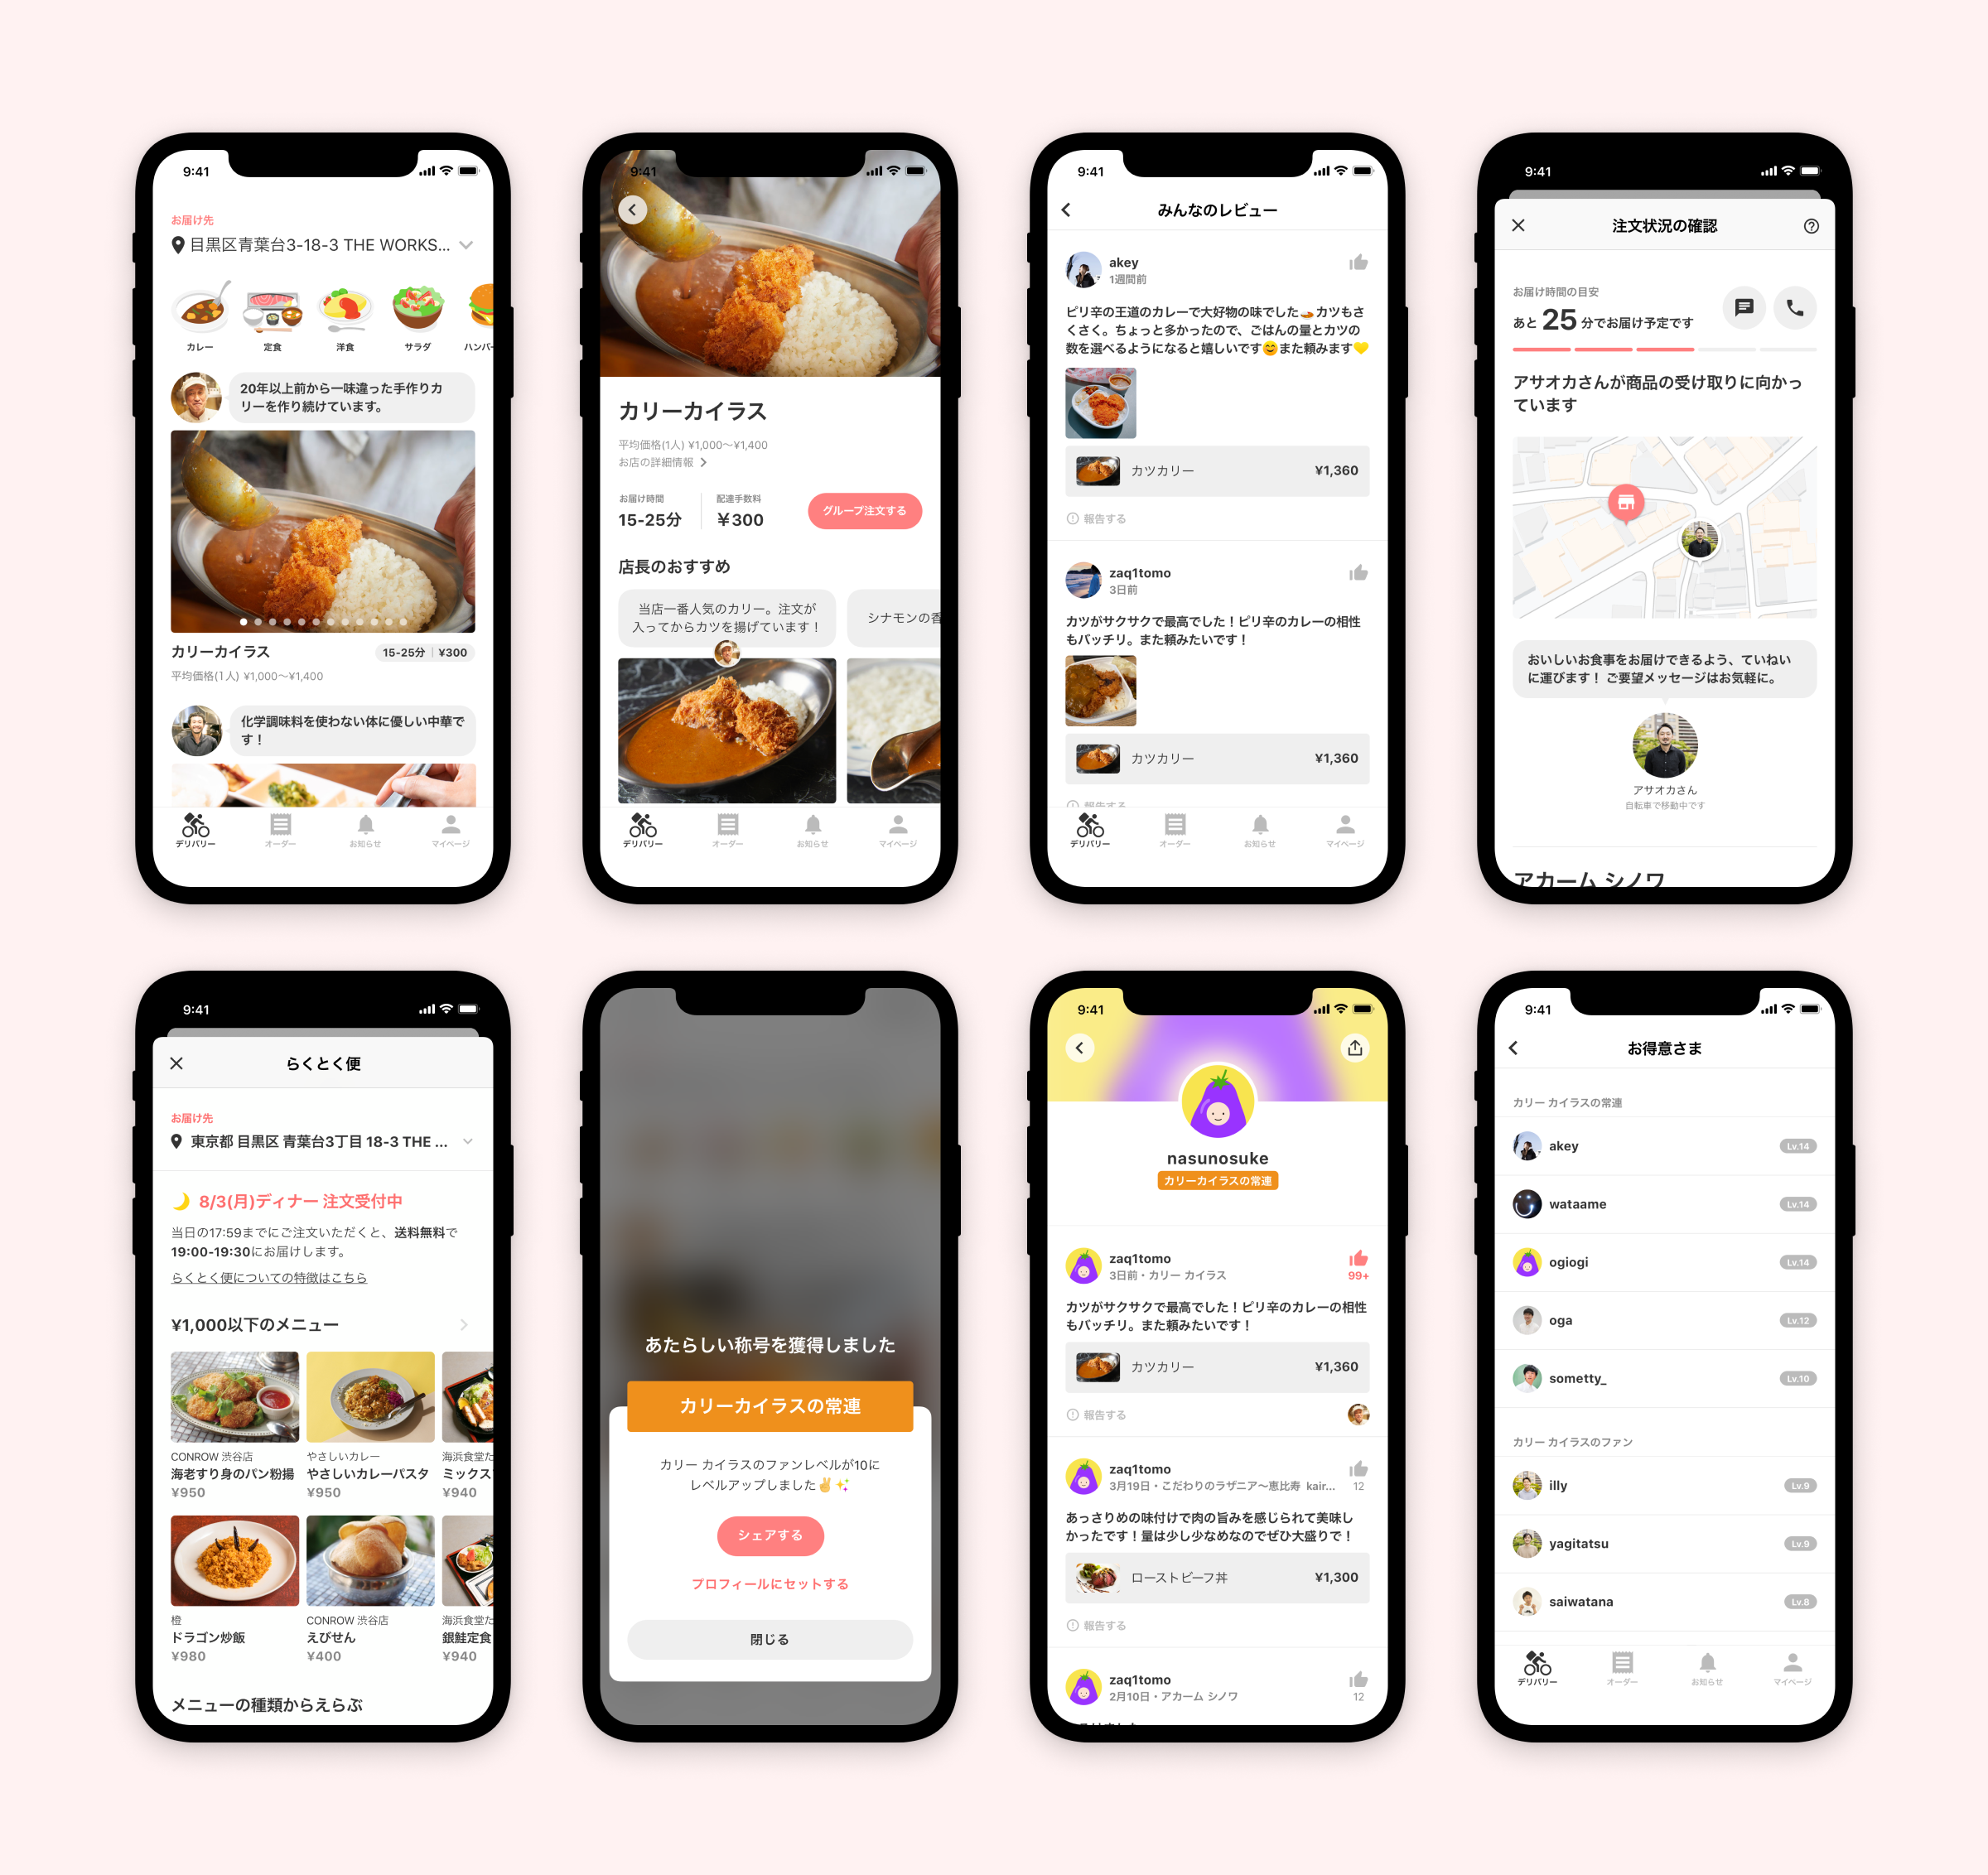 9:41
お届け先
目黒区青葉台3-18-3 THE WORKS...
カレー
定食
洋食
サラダ
ハンバー
20年以上前から一味違った手作りカ
リーを作り続けています。
カリーカイラス
15-25分
¥300
平均価格(1人) ¥1,000〜¥1,400
化学調味料を使わない体に優しい中華で
す！
デリバリー
オーダー
お知らせ
マイページ
9:41
カリーカイラス
平均価格(1人) ¥1,000〜¥1,400
お店の詳細情報
お届け時間
15-25分
配達手数料
￥300
グループ注文する
店長のおすすめ
当店一番人気のカリー。注文が
入ってからカツを揚げています！
シナモンの香
デリバリー
オーダー
お知らせ
マイページ
9:41
みんなのレビュー
akey
1週間前
ピリ辛の王道のカレーで大好物の味でした🍛カツもさ
くさく。ちょっと多かったので、ごはんの量とカツの
数を選べるようになると嬉しいです😊また頼みます💛
カツカリー
¥1,360
報告する
zaq1tomo
3日前
カツがサクサクで最高でした！ピリ辛のカレーの相性
もバッチリ。また頼みたいです！
カツカリー
¥1,360
報告する
デリバリー
オーダー
お知らせ
マイページ
9:41
注文状況の確認
お届け時間の目安
あと 25 分でお届け予定です
アサオカさんが商品の受け取りに向かっ
ています
おいしいお食事をお届けできるよう、ていねい
に運びます！ ご要望メッセージはお気軽に。
アサオカさん
自転車で移動中です
アカーム シノワ
9:41
らくとく便
お届け先
東京都 目黒区 青葉台3丁目 18-3 THE ...
🌙 8/3(月)ディナー 注文受付中
当日の17:59までにご注文いただくと、送料無料で
19:00-19:30にお届けします。
らくとく便についての特徴はこちら
¥1,000以下のメニュー
CONROW 渋谷店
海老すり身のパン粉揚
¥950
やさしいカレー
やさしいカレーパスタ
¥950
海浜食堂た
ミックス
¥940
橙
ドラゴン炒飯
¥980
CONROW 渋谷店
えびせん
¥400
海浜食堂た
銀鮭定食
¥940
メニューの種類からえらぶ
あたらしい称号を獲得しました
カリーカイラスの常連
カリー カイラスのファンレベルが10に
レベルアップしました✌️✨
シェアする
プロフィールにセットする
閉じる
9:41
nasunosuke
カリーカイラスの常連
zaq1tomo
3日前・カリー カイラス
99+
カツがサクサクで最高でした！ピリ辛のカレーの相性
もバッチリ。また頼みたいです！
カツカリー
¥1,360
報告する
zaq1tomo
3月19日・こだわりのラザニア〜恵比寿 kair...
12
あっさりめの味付けで肉の旨みを感じられて美味し
かったです！量は少し少なめなのでぜひ大盛りで！
ローストビーフ丼
¥1,300
報告する
zaq1tomo
2月10日・アカーム シノワ
12
9:41
お得意さま
カリー カイラスの常連
akey
Lv.14
wataame
Lv.14
ogiogi
Lv.14
oga
Lv.12
sometty_
Lv.10
カリー カイラスのファン
illy
Lv.9
yagitatsu
Lv.9
saiwatana
Lv.8
デリバリー
オーダー
お知らせ
マイページ